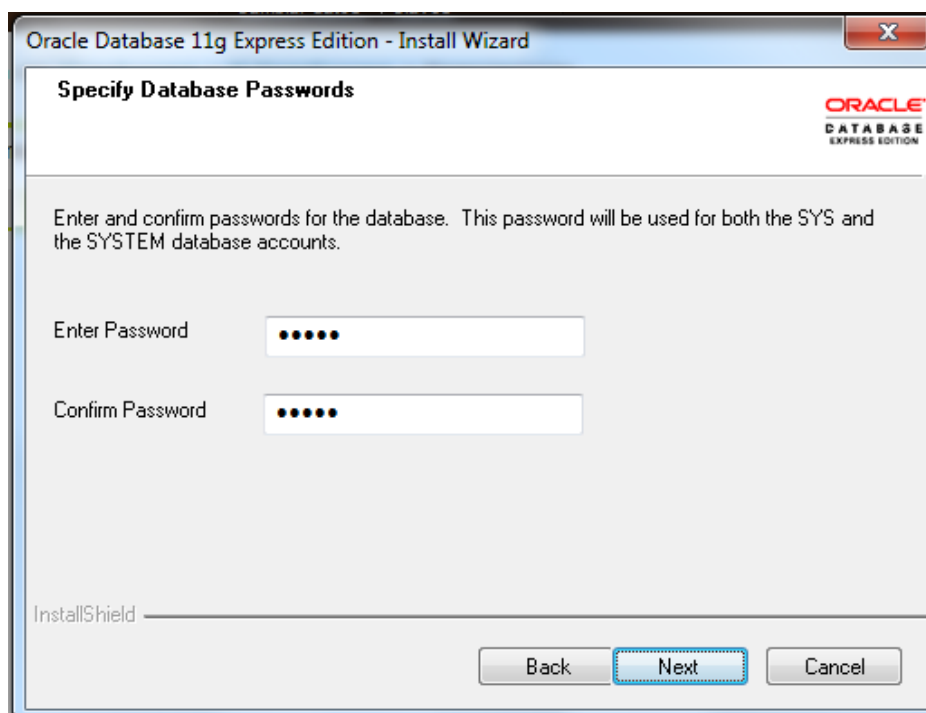 Oracle Database 11g Express Edition - Install Wizard
Specify Database Passwords
ORACLE
DATABASE
EXPRESS EDITION
Enter and confirm passwords for the database. This password will be used for both the SYS and
the SYSTEM database accounts.
Enter Password •••••
Confirm Password •••••
InstallShield
Back Next Cancel